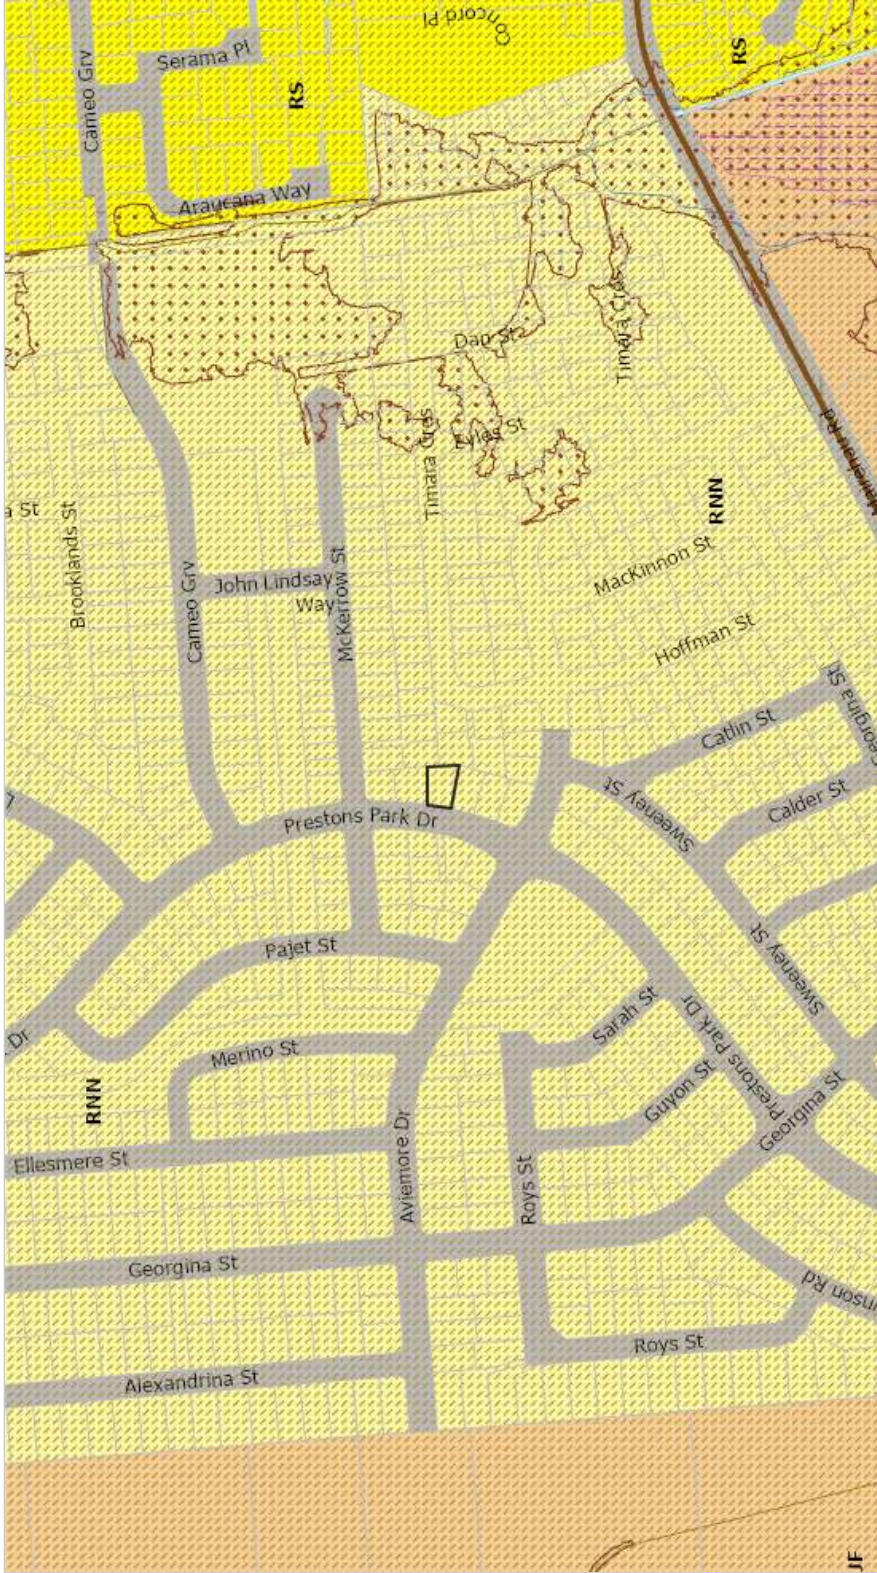 Concord Pl
Serama Pl
RS
RS
Cameo Grv
Araucana Way
Dan St
Timara Cres
Timara Cres
Eyles St
Marshland Rd
a St
Brooklands St
RNN
MacKinnon St
Cameo Grv
John Lindsay
Way
McKerrow St
Hoffman St
Georgina St
Catlin St
Calder St
Sweeney St
Prestons Park Dr
Pajet St
Sweeney St
Sarah St
Prestons Park Dr
Dr
Merino St
Guyon St
RNN
Georgina St
Ellesmere St
Aviemore Dr
Roys St
Georgina St
Roys St
Alexandrina St